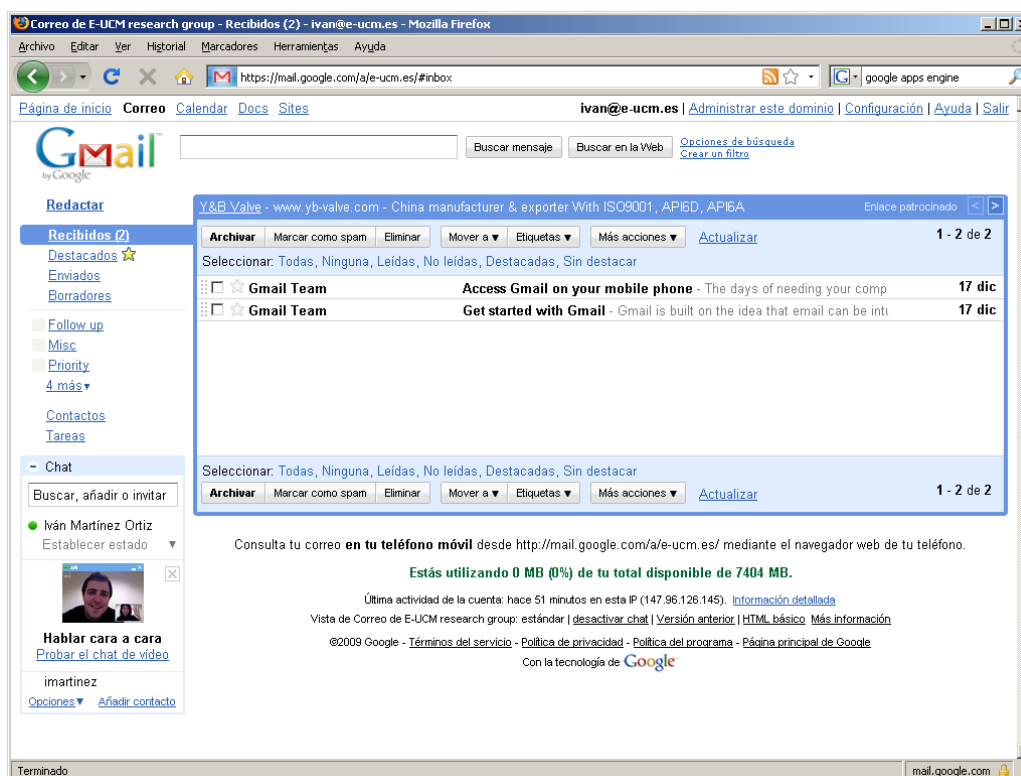 Correo de E-UCM research group - Recibidos (2) - ivan@e-ucm.es - Mozilla Firefox
Archivo Editar Ver Historial Marcadores Herramientas Ayuda
https://mail.google.com/a/e-ucm.es/#inbox google apps engine
Página de inicio Correo Calendar Docs Sites ivan@e-ucm.es | Administrar este dominio | Configuración | Ayuda | Salir
Gmail™ by Google
Buscar mensaje Buscar en la Web Opciones de búsqueda
Crear un filtro
Redactar
Y&B Valve - www.yb-valve.com - China manufacturer & exporter With ISO9001, API6D, API6A Enlace patrocinado < >
Recibidos (2)
Destacados
Enviados
Borradores
Follow up
Misc
Priority
4 más▾
Contactos
Tareas
Archivar Marcar como spam Eliminar Mover a ▼ Etiquetas ▼ Más acciones ▼ Actualizar 1 - 2 de 2
Seleccionar: Todas, Ninguna, Leídas, No leídas, Destacadas, Sin destacar
Gmail Team Access Gmail on your mobile phone - The days of needing your comp 17 dic
Gmail Team Get started with Gmail - Gmail is built on the idea that email can be intu 17 dic
Seleccionar: Todas, Ninguna, Leídas, No leídas, Destacadas, Sin destacar
Archivar Marcar como spam Eliminar Mover a ▼ Etiquetas ▼ Más acciones ▼ Actualizar 1 - 2 de 2
− Chat
Buscar, añadir o invitar
Iván Martínez Ortiz
Establecer estado ▼
Hablar cara a cara
Probar el chat de vídeo
imartinez
Opciones▼ Añadir contacto
Consulta tu correo en tu teléfono móvil desde http://mail.google.com/a/e-ucm.es/ mediante el navegador web de tu teléfono.
Estás utilizando 0 MB (0%) de tu total disponible de 7404 MB.
Última actividad de la cuenta: hace 51 minutos en esta IP (147.96.126.145). Información detallada
Vista de Correo de E-UCM research group: estándar | desactivar chat | Versión anterior | HTML básico Más información
©2009 Google - Términos del servicio - Política de privacidad - Política del programa - Página principal de Google
Con la tecnología de Google
Terminado mail.google.com